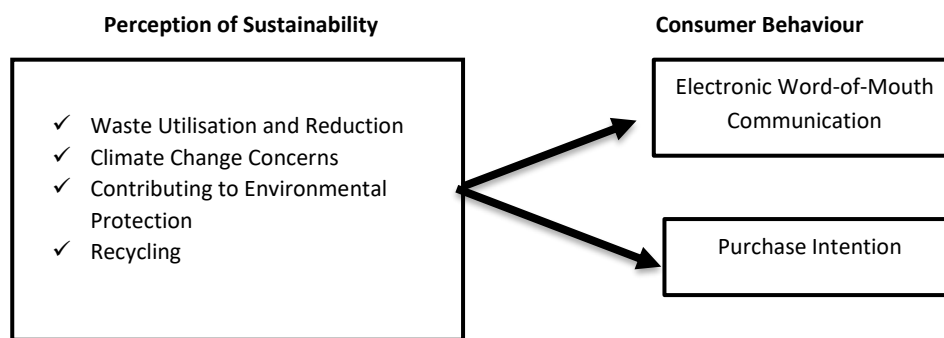 Perception of Sustainability
Consumer Behaviour
✓ Waste Utilisation and Reduction
✓ Climate Change Concerns
✓ Contributing to Environmental
Protection
✓ Recycling
Electronic Word-of-Mouth
Communication
Purchase Intention